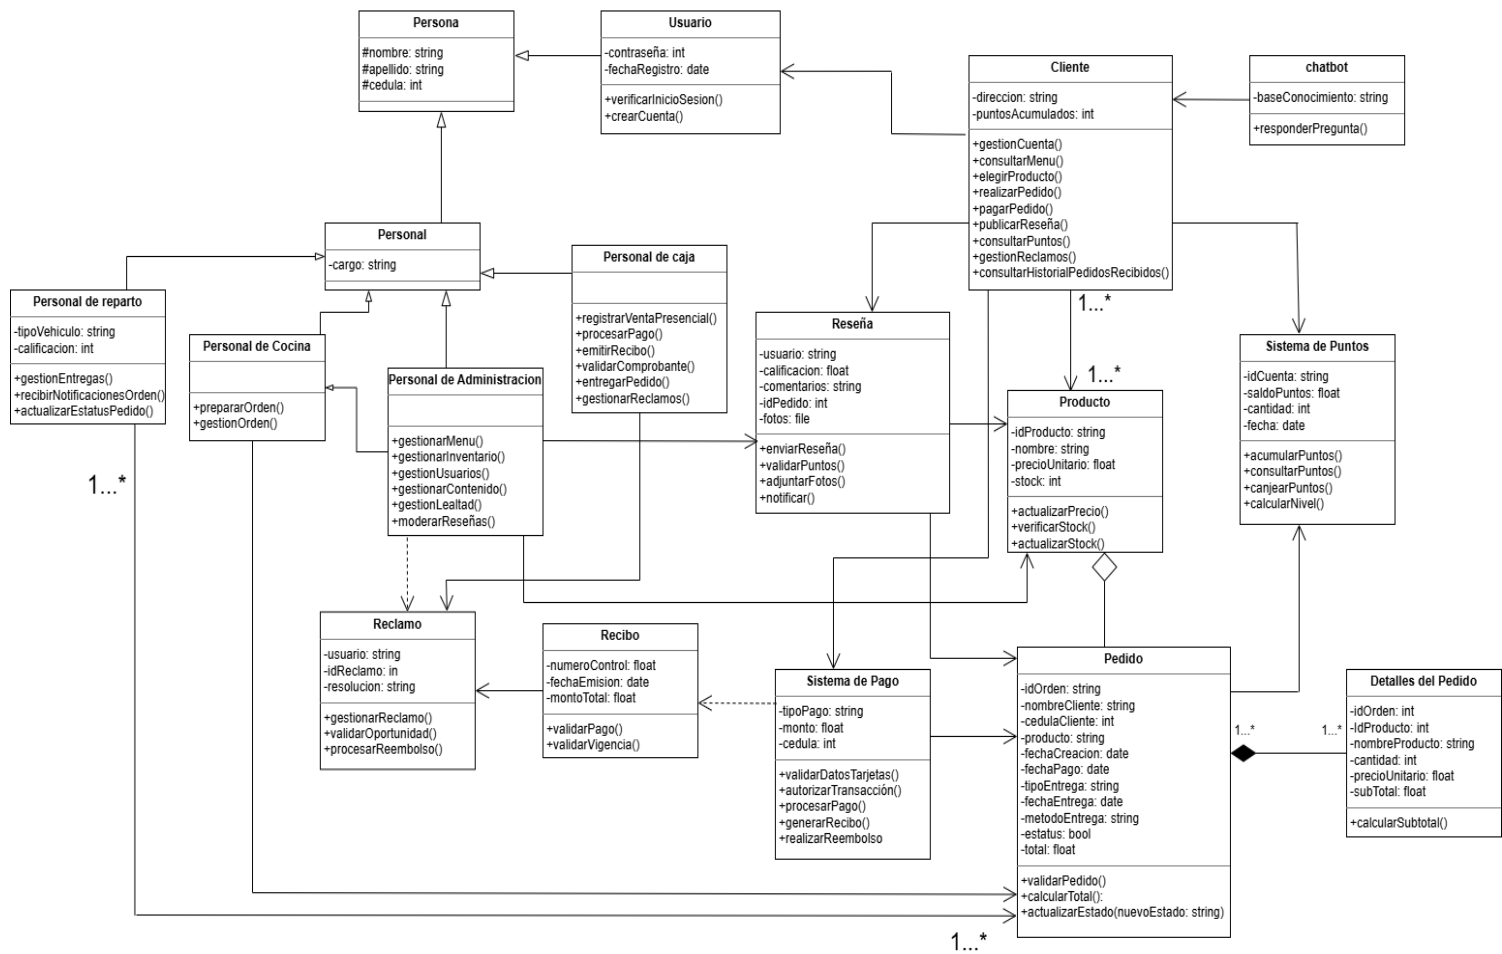 Persona
#nombre: string
#apellido: string
#cedula: int
Usuario
-contraseña: int
-fechaRegistro: date
+verificarInicioSesion()
+crearCuenta()
Cliente
-direccion: string
-puntosAcumulados: int
+gestionCuenta()
+consultarMenu()
+elegirProducto()
+realizarPedido()
+pagarPedido()
+publicarReseña()
+consultarPuntos()
+gestionReclamos()
+consultarHistorialPedidosRecibidos()
chatbot
-baseConocimiento: string
+responderPregunta()
Personal
-cargo: string
Personal de caja
+registrarVentaPresencial()
+procesarPago()
+emitirRecibo()
+validarComprobante()
+entregarPedido()
+gestionarReclamos()
Personal de reparto
-tipoVehiculo: string
-calificacion: int
+gestionEntregas()
+recibirNotificacionesOrden()
+actualizarEstatusPedido()
1...*
Personal de Cocina
+prepararOrden()
+gestionOrden()
Personal de Administracion
+gestionarMenu()
+gestionarInventario()
+gestionUsuarios()
+gestionarContenido()
+gestionLealtad()
+moderarReseñas()
Reseña
-usuario: string
-calificacion: float
-comentarios: string
-idPedido: int
-fotos: file
+enviarReseña()
+validarPuntos()
+adjuntarFotos()
+notificar()
1...*
1...*
Producto
-idProducto: string
-nombre: string
-precioUnitario: float
-stock: int
+actualizarPrecio()
+verificarStock()
+actualizarStock()
Sistema de Puntos
-idCuenta: string
-saldoPuntos: float
-cantidad: int
-fecha: date
+acumularPuntos()
+consultarPuntos()
+canjearPuntos()
+calcularNivel()
Reclamo
-usuario: string
-idReclamo: in
-resolucion: string
+gestionarReclamo()
+validarOportunidad()
+procesarReembolso()
Recibo
-numeroControl: float
-fechaEmision: date
-montoTotal: float
+validarPago()
+validarVigencia()
Sistema de Pago
-tipoPago: string
-monto: float
-cedula: int
+validarDatosTarjetas()
+autorizarTransacción()
+procesarPago()
+generarRecibo()
+realizarReembolso
Pedido
-idOrden: string
-nombreCliente: string
-cedulaCliente: int
-producto: string
-fechaCreacion: date
-fechaPago: date
-tipoEntrega: string
-fechaEntrega: date
-metodoEntrega: string
-estatus: bool
-total: float
+validarPedido()
+calcularTotal():
+actualizarEstado(nuevoEstado: string)
1...*
1...*
1...*
Detalles del Pedido
-idOrden: int
-IdProducto: int
-nombreProducto: string
-cantidad: int
-precioUnitario: float
-subTotal: float
+calcularSubtotal()